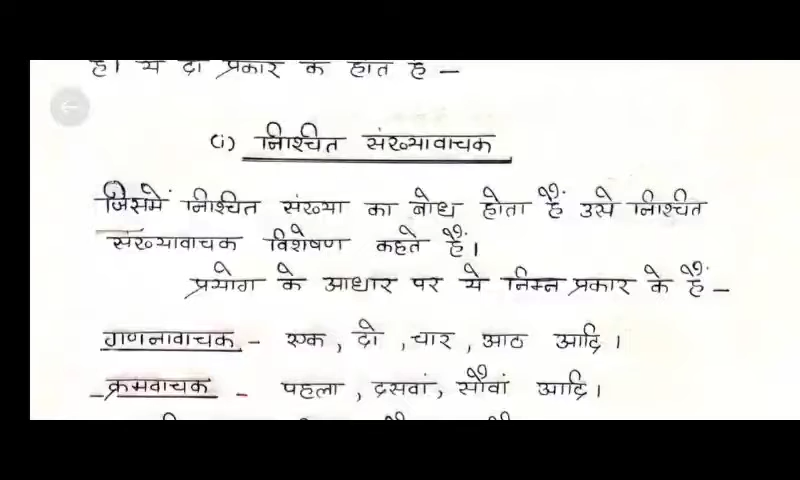 है। ये दो प्रकार के होते है –
(i) निश्चित संख्यावाचक
जिसमें निश्चित संख्या का बोध होता हैं उसे निश्चित
संख्यावाचक विशेषण कहते हैं।
प्रयोग के आधार पर ये निम्न प्रकार के हैं –
गणनावाचक – एक, दो, चार, आठ आदि।
क्रमवाचक – पहला, दसवां, सौवां आदि।